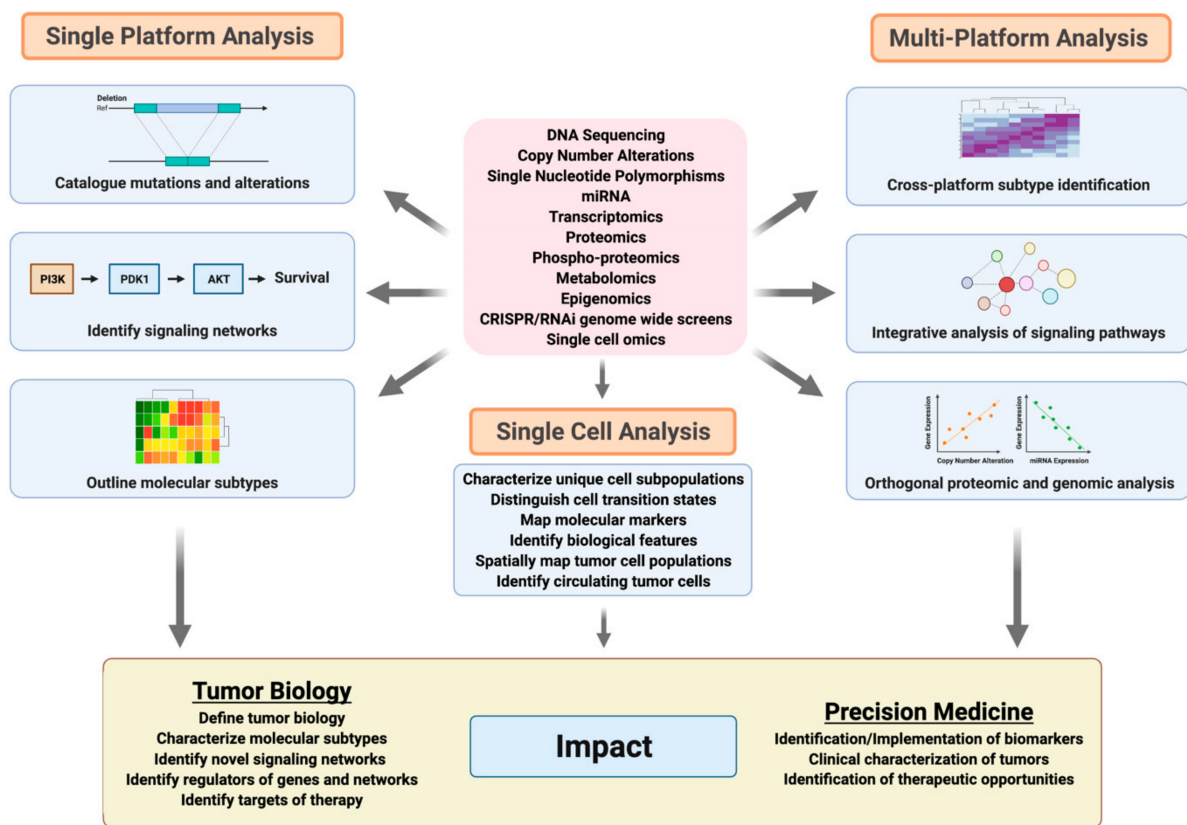 Single Platform Analysis
Deletion
Ref
Catalogue mutations and alterations
PI3K
PDK1
AKT
Survival
Identify signaling networks
Outline molecular subtypes
DNA Sequencing
Copy Number Alterations
Single Nucleotide Polymorphisms
miRNA
Transcriptomics
Proteomics
Phospho-proteomics
Metabolomics
Epigenomics
CRISPR/RNAi genome wide screens
Single cell omics
Single Cell Analysis
Characterize unique cell subpopulations
Distinguish cell transition states
Map molecular markers
Identify biological features
Spatially map tumor cell populations
Identify circulating tumor cells
Multi-Platform Analysis
Cross-platform subtype identification
Integrative analysis of signaling pathways
Gene Expression
Copy Number Alteration
Gene Expression
miRNA Expression
Orthogonal proteomic and genomic analysis
Tumor Biology
Define tumor biology
Characterize molecular subtypes
Identify novel signaling networks
Identify regulators of genes and networks
Identify targets of therapy
Impact
Precision Medicine
Identification/Implementation of biomarkers
Clinical characterization of tumors
Identification of therapeutic opportunities